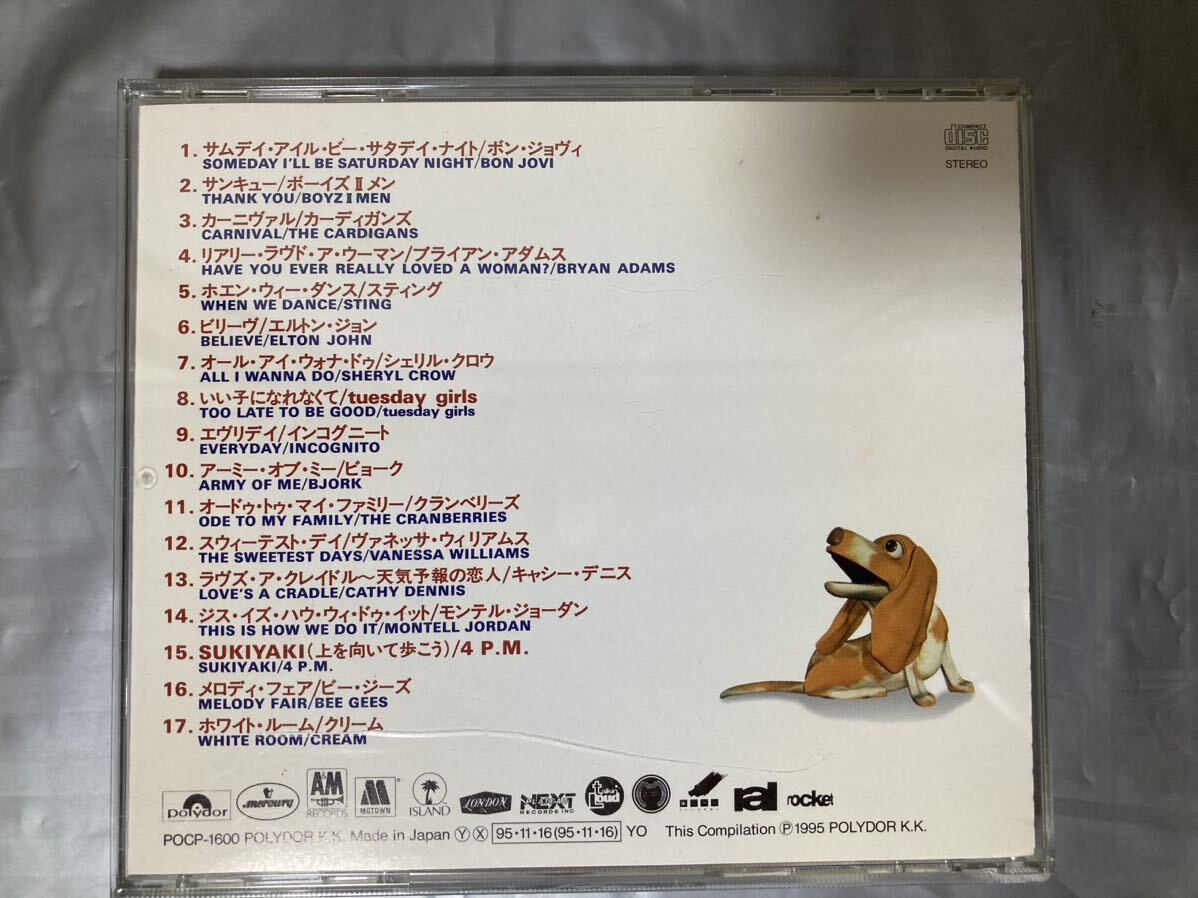 COMPACT
disc
DIGITAL AUDIO
STEREO
1. サムデイ・アイル・ビー・サタデイ・ナイト/ボン・ジョヴィ
SOMEDAY I'LL BE SATURDAY NIGHT/BON JOVI
2. サンキュー/ボーイズⅡメン
THANK YOU/BOYZⅡMEN
3. カーニヴァル/カーディガンズ
CARNIVAL/THE CARDIGANS
4. リアリー・ラヴド・ア・ウーマン/ブライアン・アダムス
HAVE YOU EVER REALLY LOVED A WOMAN?/BRYAN ADAMS
5. ホエン・ウィー・ダンス/スティング
WHEN WE DANCE/STING
6. ビリーヴ/エルトン・ジョン
BELIEVE/ELTON JOHN
7. オール・アイ・ウォナ・ドゥ/シェリル・クロウ
ALL I WANNA DO/SHERYL CROW
8. いい子になれなくて/tuesday girls
TOO LATE TO BE GOOD/tuesday girls
9. エヴリデイ/インコグニート
EVERYDAY/INCOGNITO
10. アーミー・オブ・ミー/ビョーク
ARMY OF ME/BJORK
11. オードゥ・トゥ・マイ・ファミリー/クランベリーズ
ODE TO MY FAMILY/THE CRANBERRIES
12. スウィーテスト・デイ/ヴァネッサ・ウィリアムス
THE SWEETEST DAYS/VANESSA WILLIAMS
13. ラヴズ・ア・クレイドル〜天気予報の恋人/キャシー・デニス
LOVE'S A CRADLE/CATHY DENNIS
14. ジス・イズ・ハウ・ウィ・ドゥ・イット/モンテル・ジョーダン
THIS IS HOW WE DO IT/MONTELL JORDAN
15. SUKIYAKI(上を向いて歩こう)/4 P.M.
SUKIYAKI/4 P.M.
16. メロディ・フェア/ビー・ジーズ
MELODY FAIR/BEE GEES
17. ホワイト・ルーム/クリーム
WHITE ROOM/CREAM
polydor mercury A&M RECORDS MOTOWN ISLAND LONDON NEXT PLATEAU RECORDS INC talkin' loud ral rocket
POCP-1600 POLYDOR K.K. Made in Japan Ⓨ Ⓧ 95・11・16(95・11・16) YO This Compilation Ⓟ1995 POLYDOR K.K.